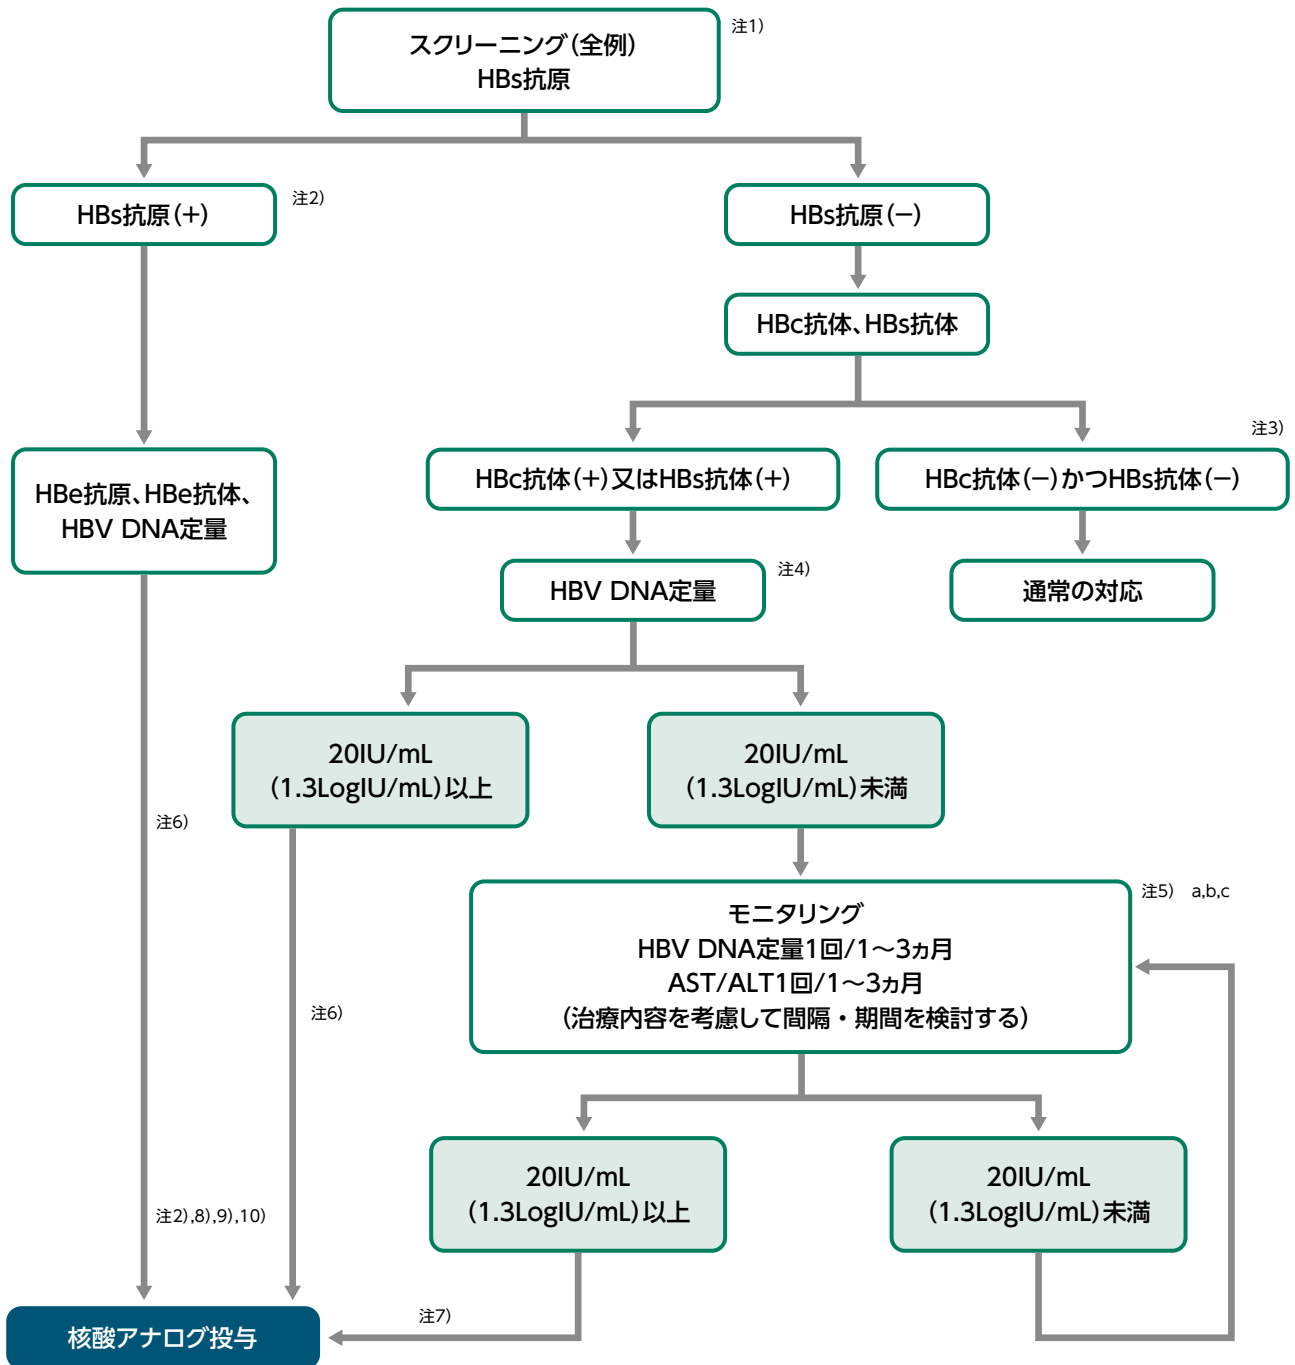 スクリーニング(全例)
HBs抗原
注1)
HBs抗原(+)
注2)
HBs抗原(−)
HBc抗体、HBs抗体
注3)
HBe抗原、HBe抗体、
HBV DNA定量
HBc抗体(+)又はHBs抗体(+)
HBc抗体(−)かつHBs抗体(−)
HBV DNA定量
注4)
通常の対応
20IU/mL
(1.3LogIU/mL)以上
20IU/mL
(1.3LogIU/mL)未満
注6)
モニタリング
HBV DNA定量1回/1〜3ヵ月
AST/ALT1回/1〜3ヵ月
(治療内容を考慮して間隔・期間を検討する)
注5) a,b,c
注6)
20IU/mL
(1.3LogIU/mL)以上
20IU/mL
(1.3LogIU/mL)未満
注2),8),9),10)
注7)
核酸アナログ投与